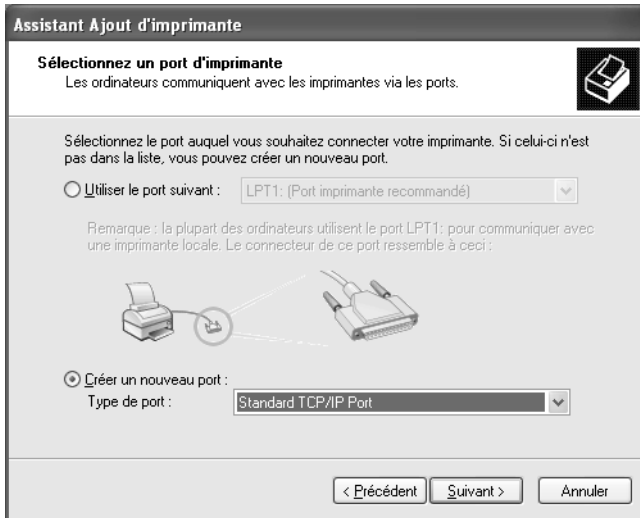 Assistant Ajout d'imprimante
Sélectionnez un port d'imprimante
Les ordinateurs communiquent avec les imprimantes via les ports.
Sélectionnez le port auquel vous souhaitez connecter votre imprimante. Si celui-ci n'est
pas dans la liste, vous pouvez créer un nouveau port.
Utiliser le port suivant : LPT1: (Port imprimante recommandé)
Remarque : la plupart des ordinateurs utilisent le port LPT1: pour communiquer avec
une imprimante locale. Le connecteur de ce port ressemble à ceci :
Créer un nouveau port :
Type de port : Standard TCP/IP Port
< Précédent Suivant > Annuler